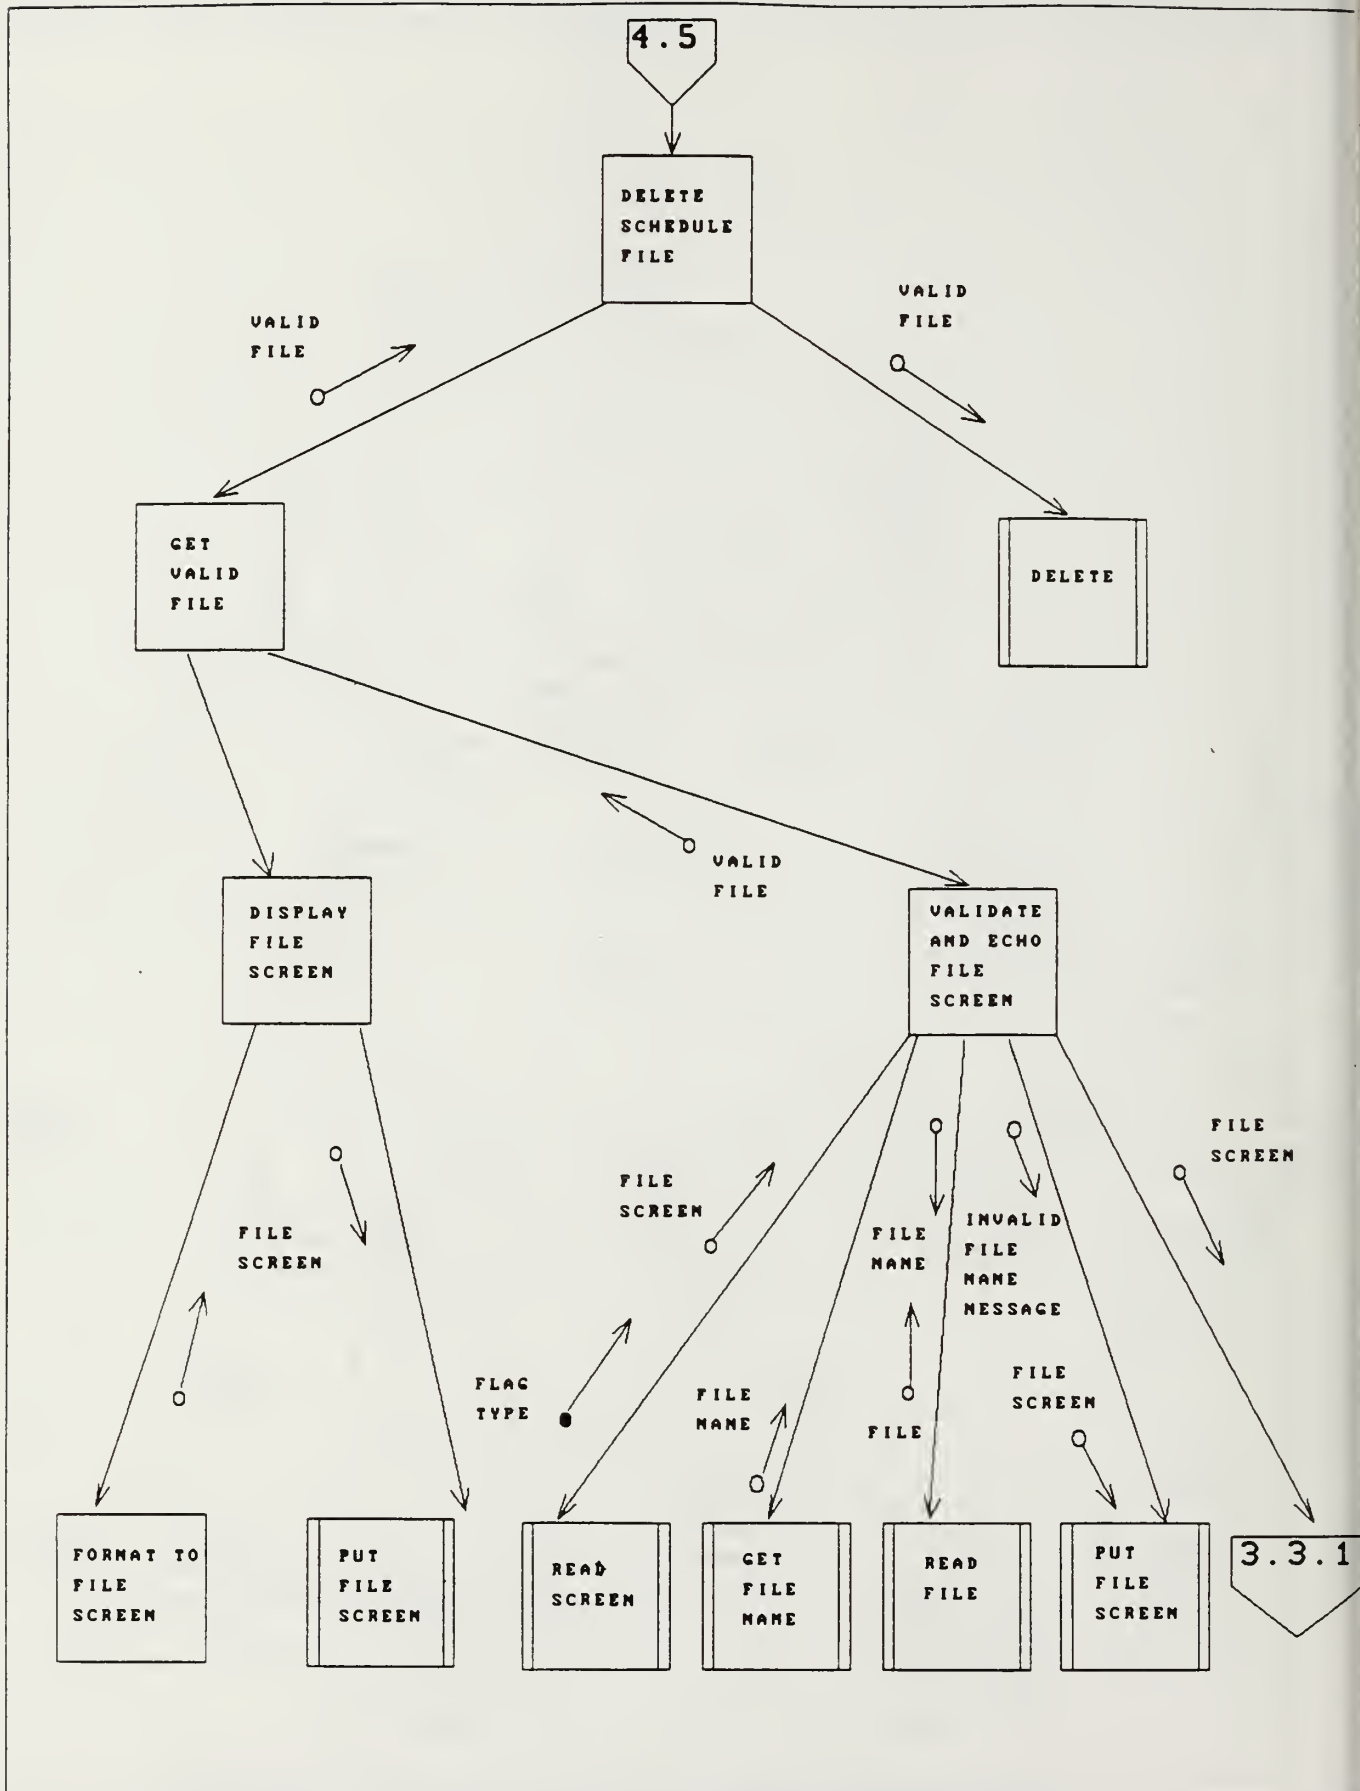 4.5
DELETE
SCHEDULE
FILE
VALID
FILE
VALID
FILE
GET
VALID
FILE
DELETE
VALID
FILE
DISPLAY
FILE
SCREEN
VALIDATE
AND ECHO
FILE
SCREEN
FILE
SCREEN
FILE
SCREEN
FILE
SCREEN
FILE
NAME
INVALID
FILE
NAME
MESSAGE
FLAG
TYPE
FILE
NAME
FILE
FILE
SCREEN
FORMAT TO
FILE
SCREEN
PUT
FILE
SCREEN
READ
SCREEN
GET
FILE
NAME
READ
FILE
PUT
FILE
SCREEN
3.3.1